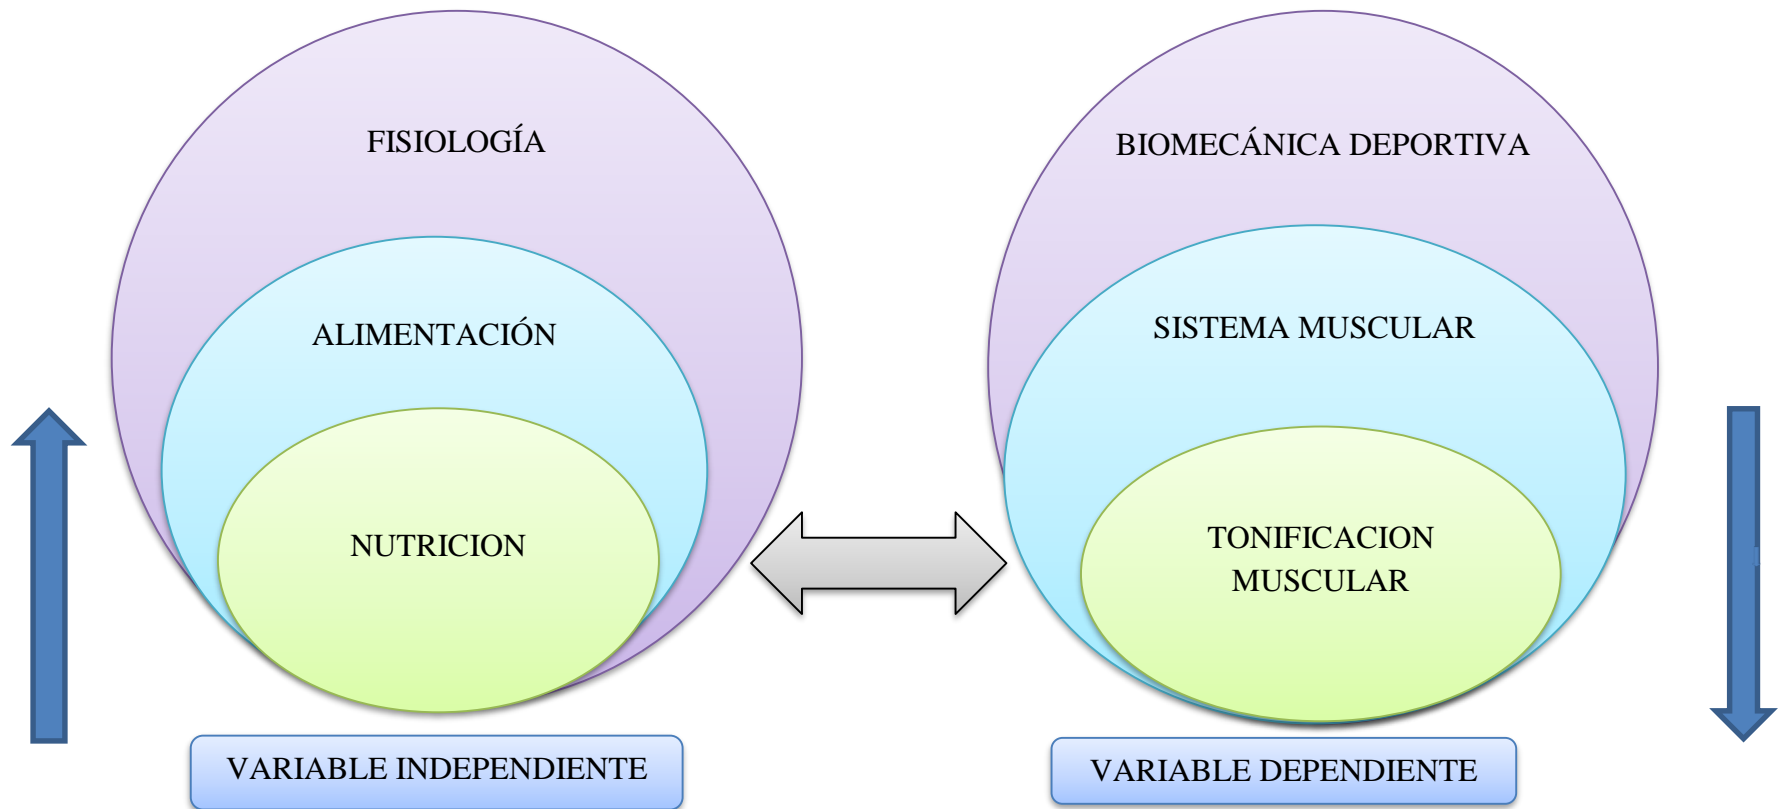 FISIOLOGÍA
ALIMENTACIÓN
NUTRICION
VARIABLE INDEPENDIENTE
BIOMECÁNICA DEPORTIVA
SISTEMA MUSCULAR
TONIFICACION
MUSCULAR
VARIABLE DEPENDIENTE